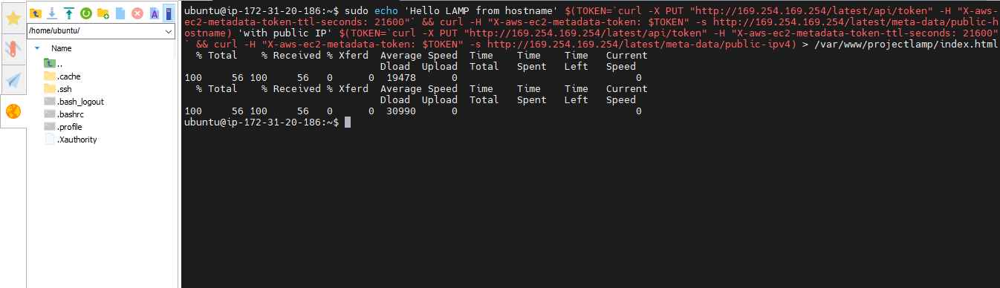 /home/ubuntu/
Name
..
.cache
.ssh
.bash_logout
.bashrc
.profile
.Xauthority
ubuntu@ip-172-31-20-186:~$ sudo echo 'Hello LAMP from hostname' $(TOKEN=`curl -X PUT "http://169.254.169.254/latest/api/token" -H "X-aws-
ec2-metadata-token-ttl-seconds: 21600"` && curl -H "X-aws-ec2-metadata-token: $TOKEN" -s http://169.254.169.254/latest/meta-data/public-h
ostname) 'with public IP' $(TOKEN=`curl -X PUT "http://169.254.169.254/latest/api/token" -H "X-aws-ec2-metadata-token-ttl-seconds: 21600"
` && curl -H "X-aws-ec2-metadata-token: $TOKEN" -s http://169.254.169.254/latest/meta-data/public-ipv4) > /var/www/projectlamp/index.html
% Total % Received % Xferd Average Speed Time Time Time Current
Dload Upload Total Spent Left Speed
100 56 100 56 0 0 19478 0 0
% Total % Received % Xferd Average Speed Time Time Time Current
Dload Upload Total Spent Left Speed
100 56 100 56 0 0 30990 0 0
ubuntu@ip-172-31-20-186:~$